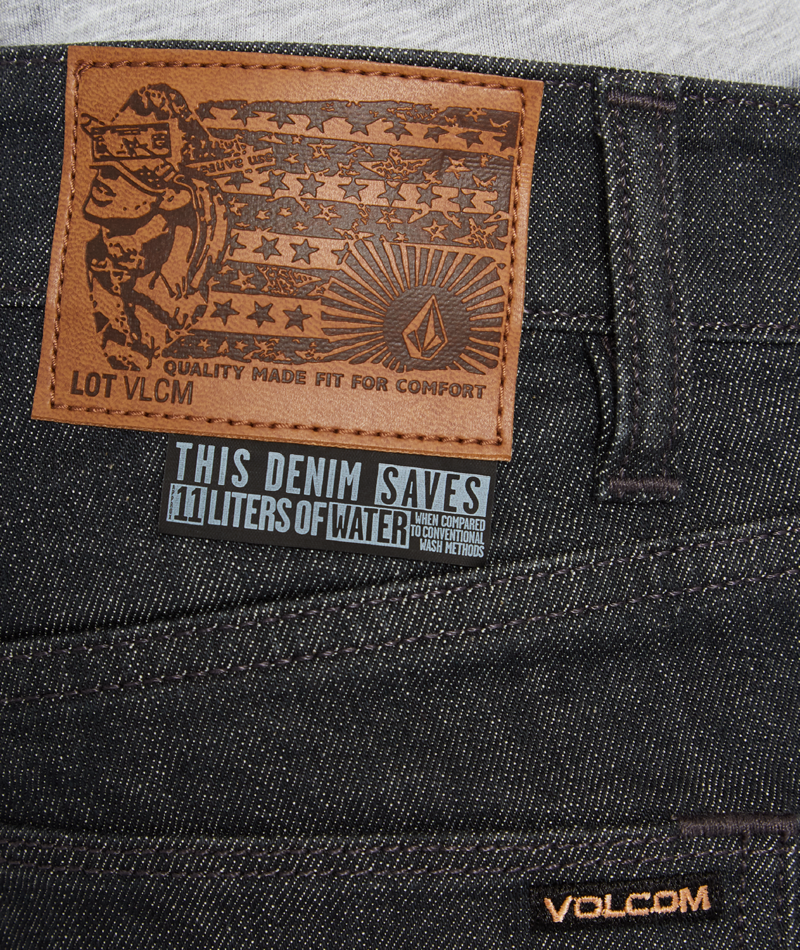 QUALITY MADE FIT FOR COMFORT
LOT VLCM
THIS DENIM SAVES
11 LITERS OF WATER
WHEN COMPARED
TO CONVENTIONAL
WASH METHODS
VOLCOM